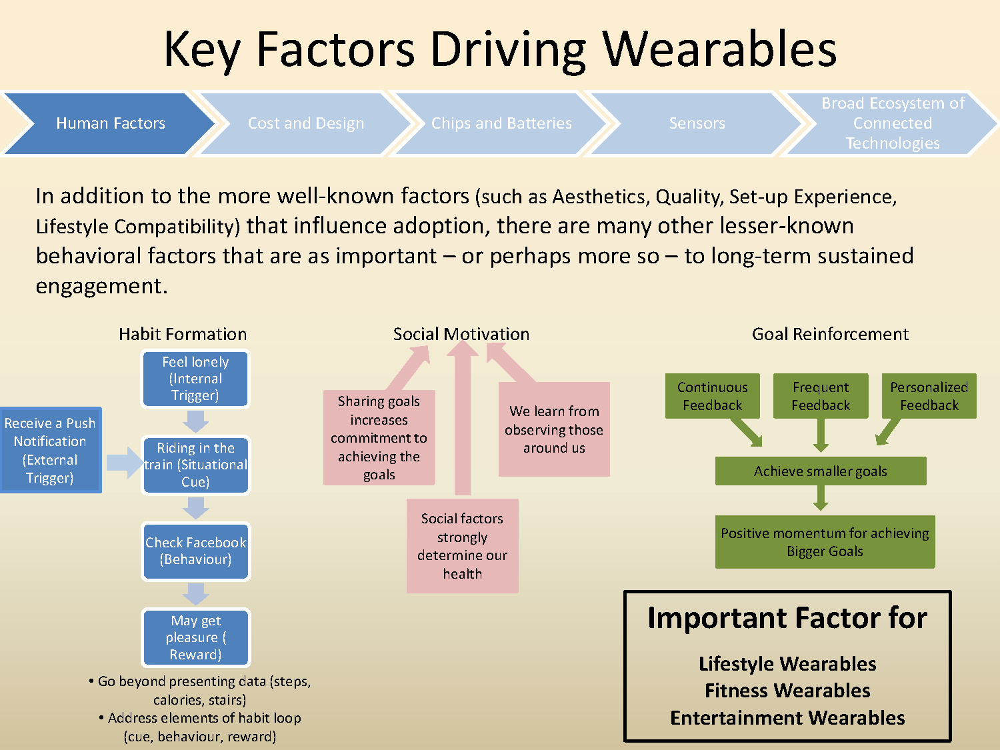 Key Factors Driving Wearables
Human Factors
Cost and Design
Chips and Batteries
Sensors
Broad Ecosystem of
Connected
Technologies
In addition to the more well-known factors (such as Aesthetics, Quality, Set-up Experience,
Lifestyle Compatibility) that influence adoption, there are many other lesser-known
behavioral factors that are as important – or perhaps more so – to long-term sustained
engagement.
Habit Formation
Feel lonely
(Internal
Trigger)
Receive a Push
Notification
(External
Trigger)
Riding in the
train (Situational
Cue)
Check Facebook
(Behaviour)
May get
pleasure (
Reward)
• Go beyond presenting data (steps,
calories, stairs)
• Address elements of habit loop
(cue, behaviour, reward)
Social Motivation
Sharing goals
increases
commitment to
achieving the
goals
We learn from
observing those
around us
Social factors
strongly
determine our
health
Goal Reinforcement
Continuous
Feedback
Frequent
Feedback
Personalized
Feedback
Achieve smaller goals
Positive momentum for achieving
Bigger Goals
Important Factor for
Lifestyle Wearables
Fitness Wearables
Entertainment Wearables